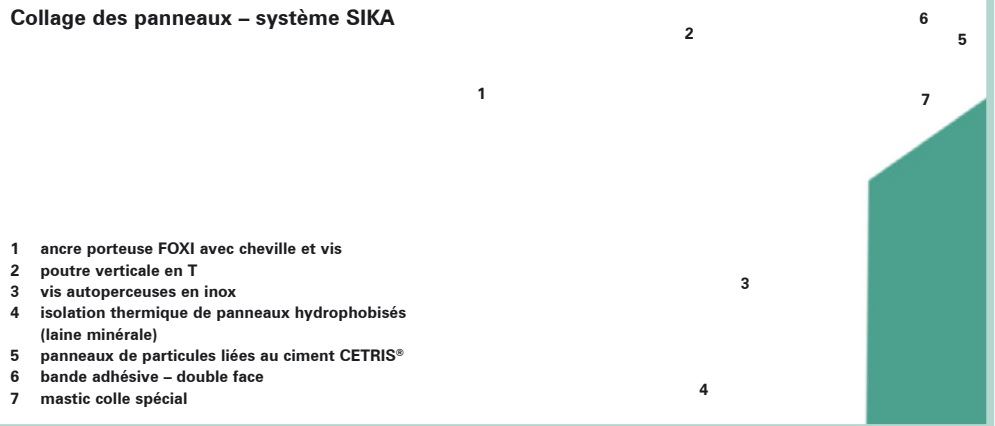 Collage des panneaux – système SIKA
6
2
5
1
7
1 ancre porteuse FOXI avec cheville et vis
2 poutre verticale en T
3 vis autoperceuses en inox
4 isolation thermique de panneaux hydrophobisés
(laine minérale)
5 panneaux de particules liées au ciment CETRIS®
6 bande adhésive – double face
7 mastic colle spécial
3
4